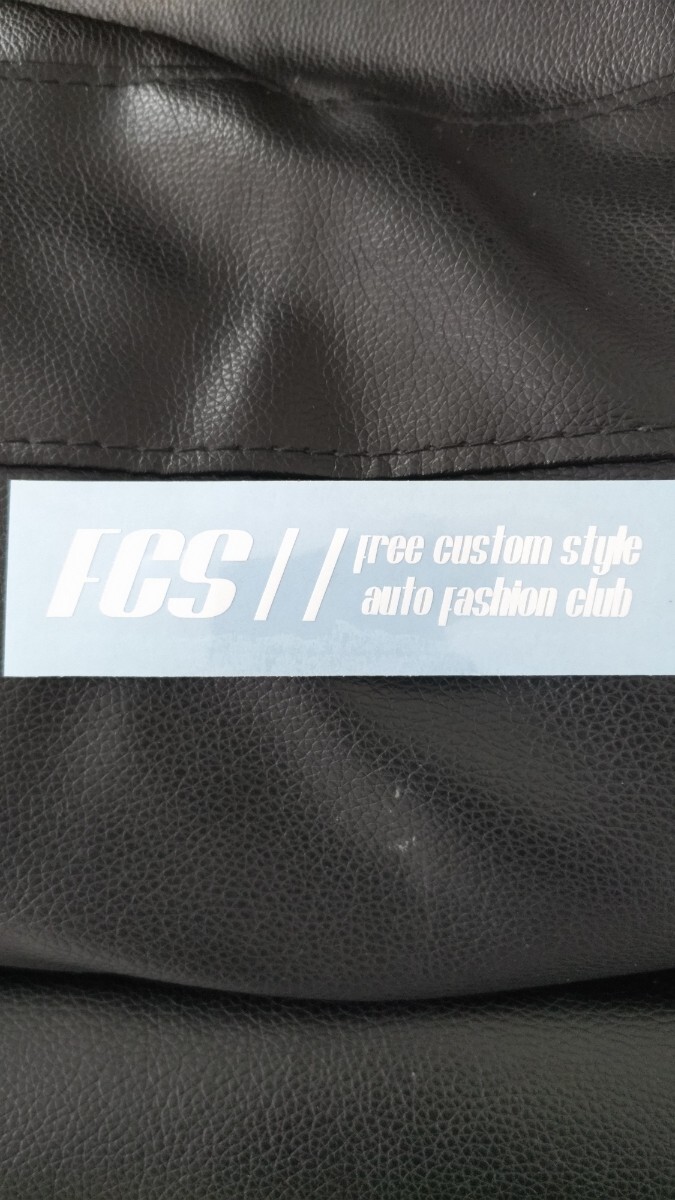 FCS//
Free custom style
auto fashion club